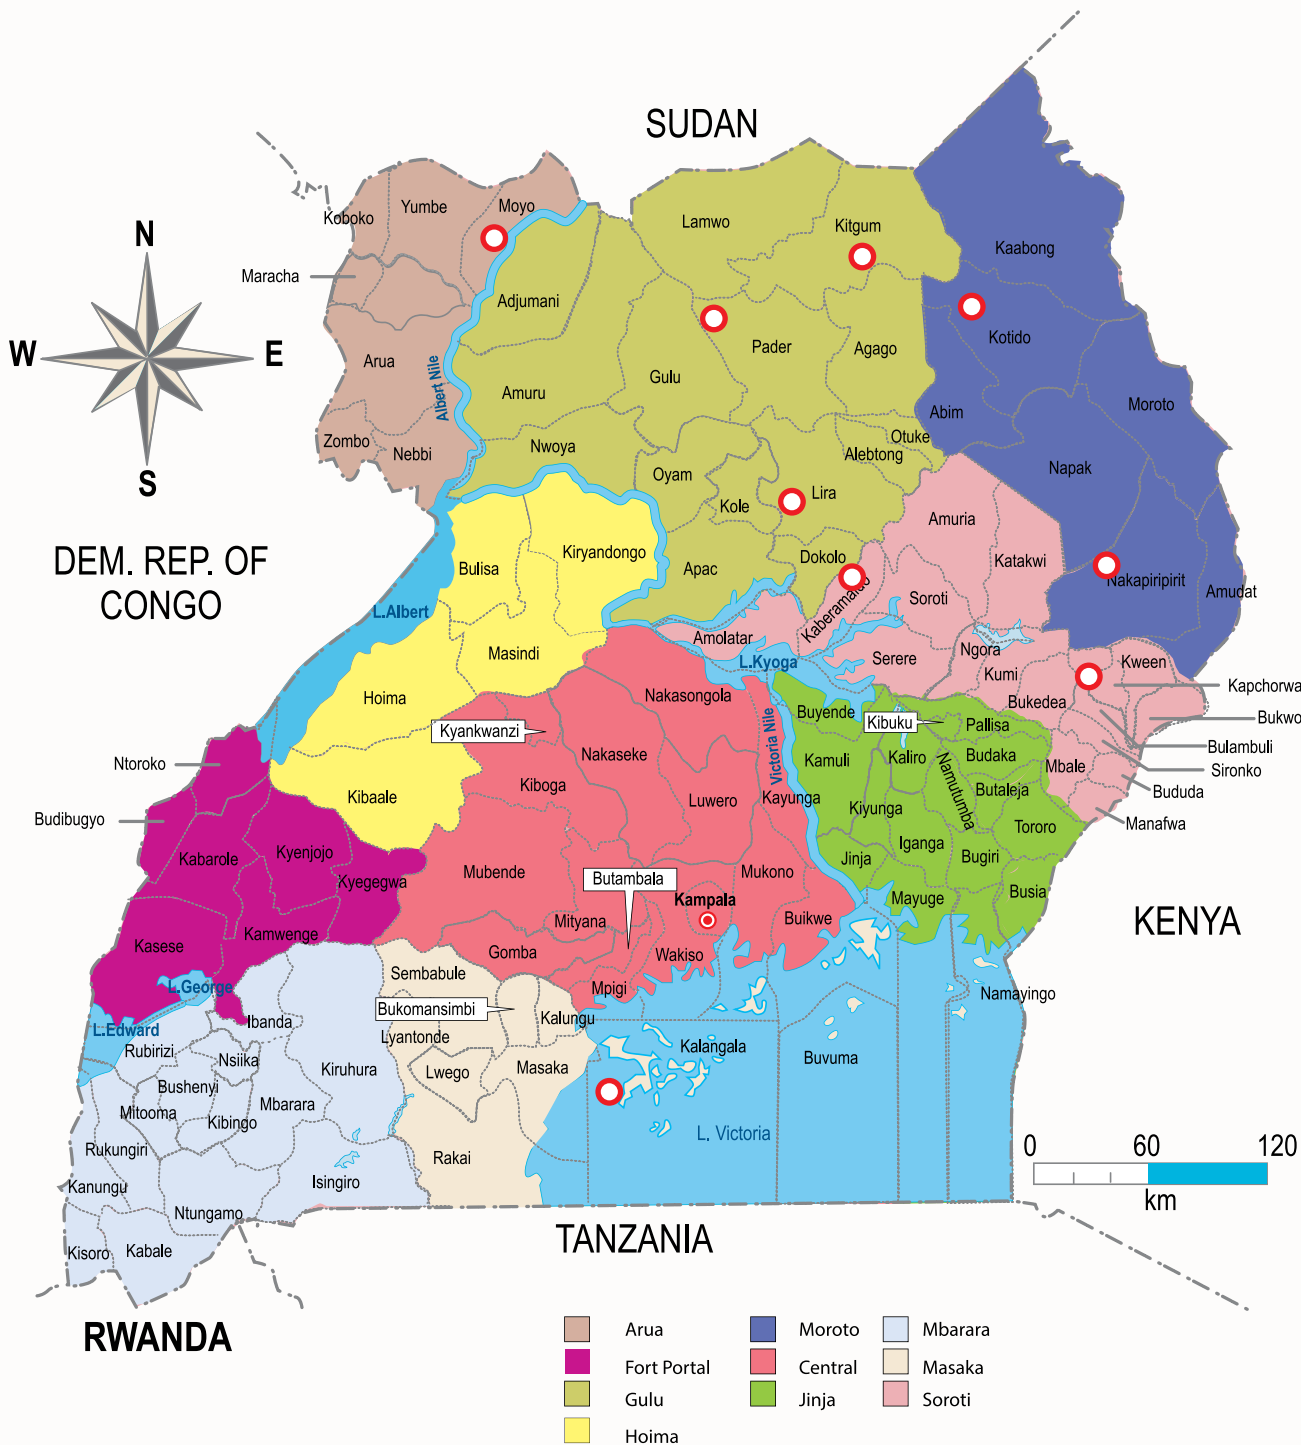 SUDAN
Koboko
Yumbe
Moyo
Lamwo
Kitgum
Kaabong
N
Maracha
Adjumani
W
E
S
Arua
Albert Nile
Amuru
Gulu
Pader
Agago
Kotido
Abim
Moroto
Zombo
Nebbi
Nwoya
Oyam
Otuke
Alebtong
Napak
Kole
Lira
Amuria
Katakwi
DEM. REP. OF
CONGO
L.Albert
Bulisa
Kiryandongo
Apac
Dokolo
Kaberamaido
Soroti
Nakapiripirit
Amudat
Amolatar
L.Kyoga
Serere
Ngora
Kumi
Kween
Masindi
Hoima
Nakasongola
Bukedea
Kapchorwa
Bukwo
Bulambuli
Sironko
Bududa
Manafwa
Kyankwanzi
Nakaseke
Victoria Nile
Buyende
Kibuku
Pallisa
Ntoroko
Kiboga
Kamuli
Kaliro
Namutumba
Budaka
Mbale
Budibugyo
Kibaale
Luwero
Kayunga
Kiyunga
Butaleja
Tororo
Kabarole
Kyenjojo
Kyegegwa
Mubende
Butambala
Mukono
Jinja
Iganga
Bugiri
Kampala
Mayuge
Busia
Kasese
Kamwenge
Mityana
Buikwe
KENYA
Gomba
Wakiso
L.George
Sembabule
Mpigi
Bukomansimbi
Kalungu
Namayingo
L.Edward
Ibanda
Rubirizi
Nsiika
Lyantonde
Kalangala
Buvuma
Bushenyi
Kiruhura
Lwego
Masaka
Mitooma
Kibingo
Mbarara
L. Victoria
Rukungiri
Rakai
0 60 120
km
Kanungu
Isingiro
Ntungamo
Kisoro
Kabale
TANZANIA
RWANDA
Arua
Moroto
Mbarara
Fort Portal
Central
Masaka
Gulu
Jinja
Soroti
Hoima